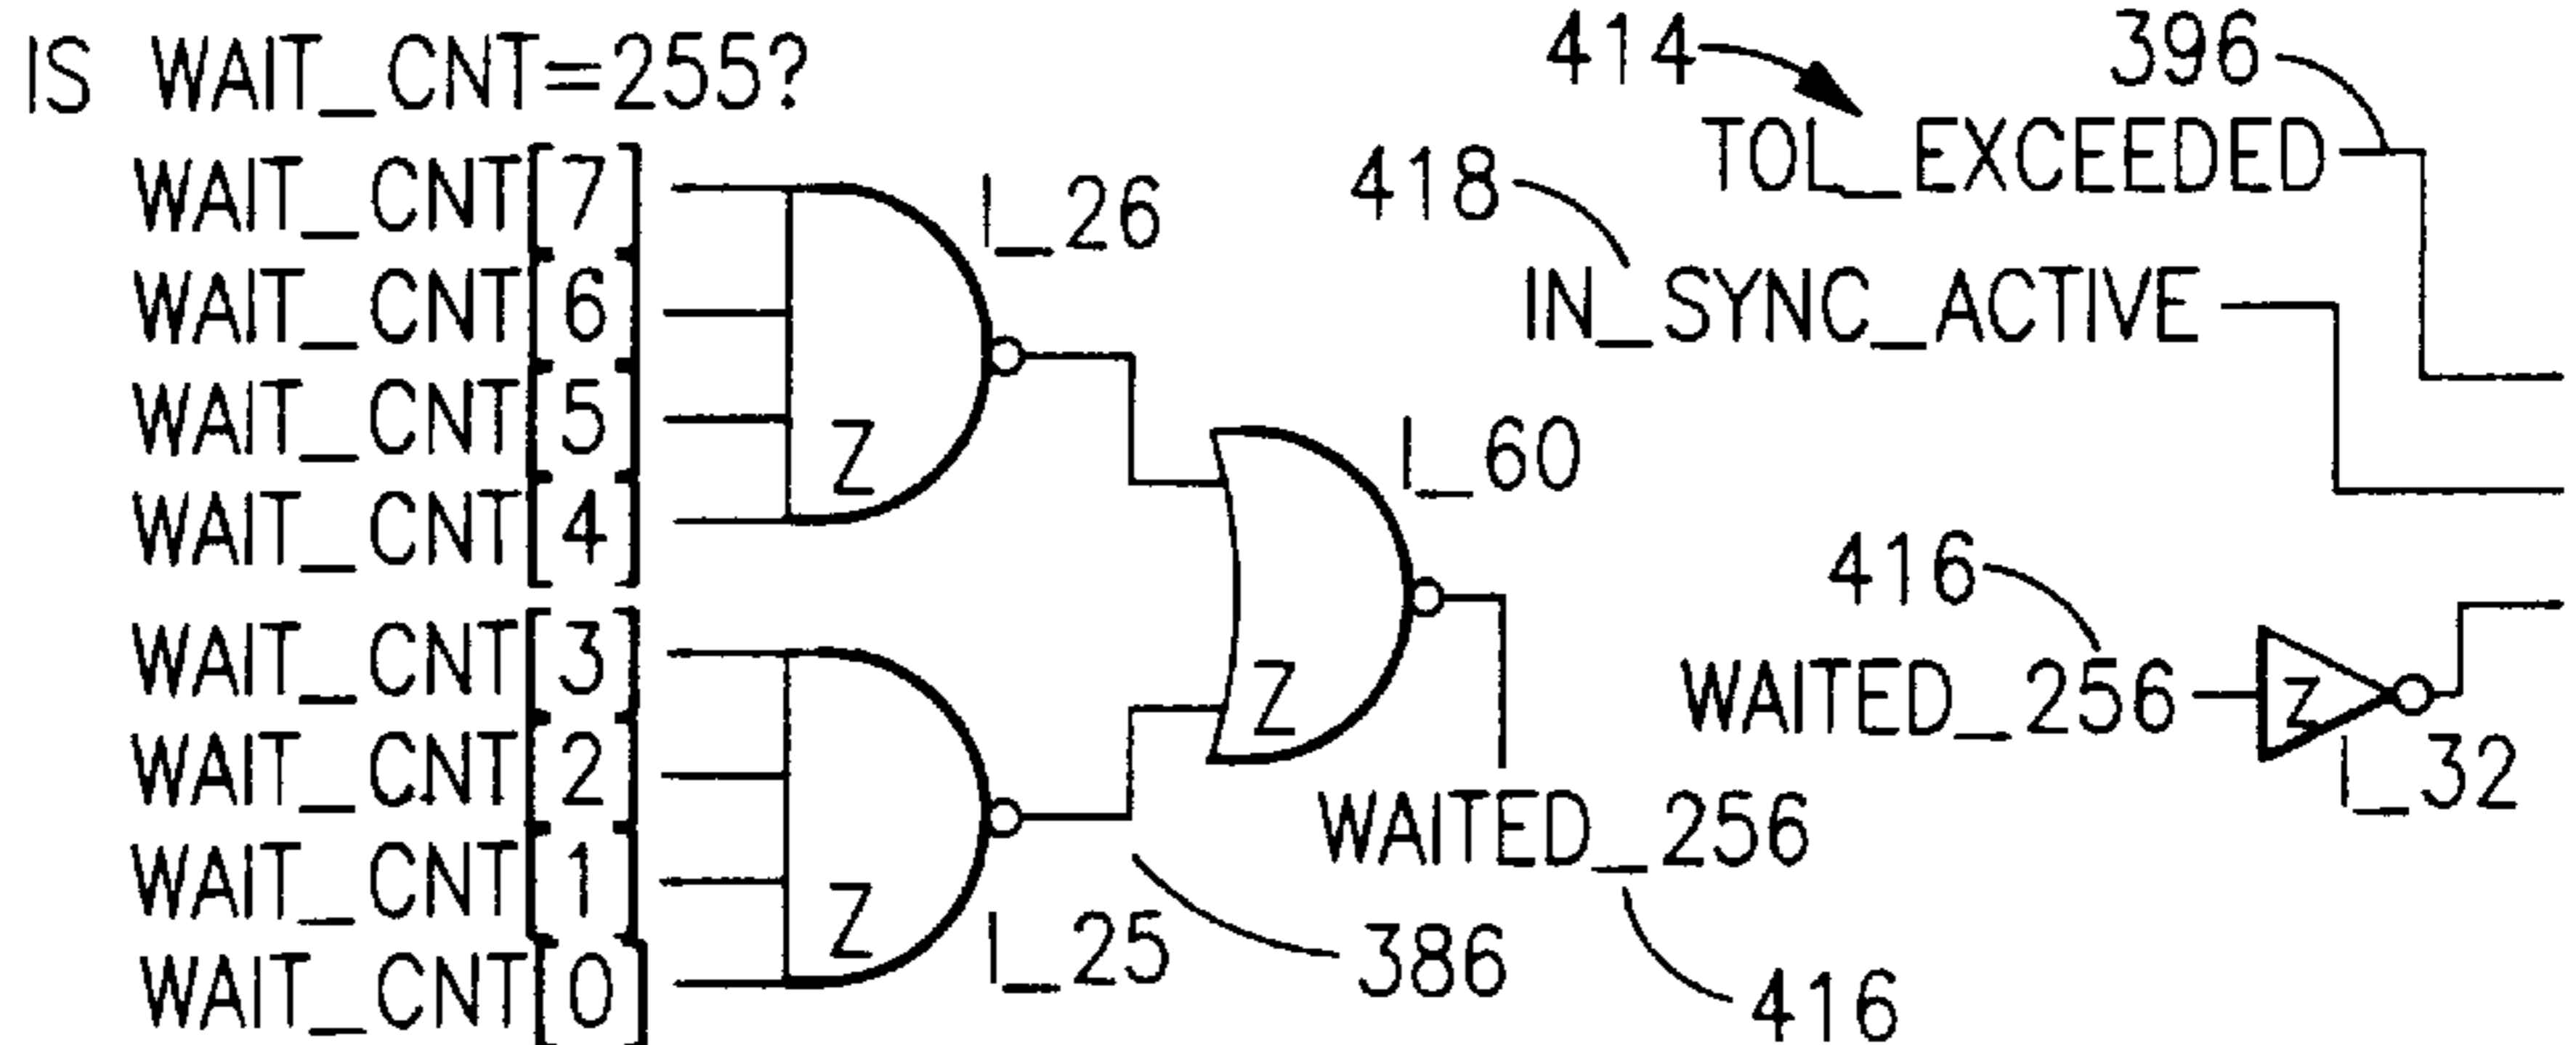 IS WAIT_CNT=255?
WAIT_CNT[7]
WAIT_CNT[6]
WAIT_CNT[5]
WAIT_CNT[4]
WAIT_CNT[3]
WAIT_CNT[2]
WAIT_CNT[1]
WAIT_CNT[0]
Z
I_26
Z
I_25
Z
I_60
386
WAITED_256
416
414
396
TOL_EXCEEDED
418
IN_SYNC_ACTIVE
416
WAITED_256
Z
I_32